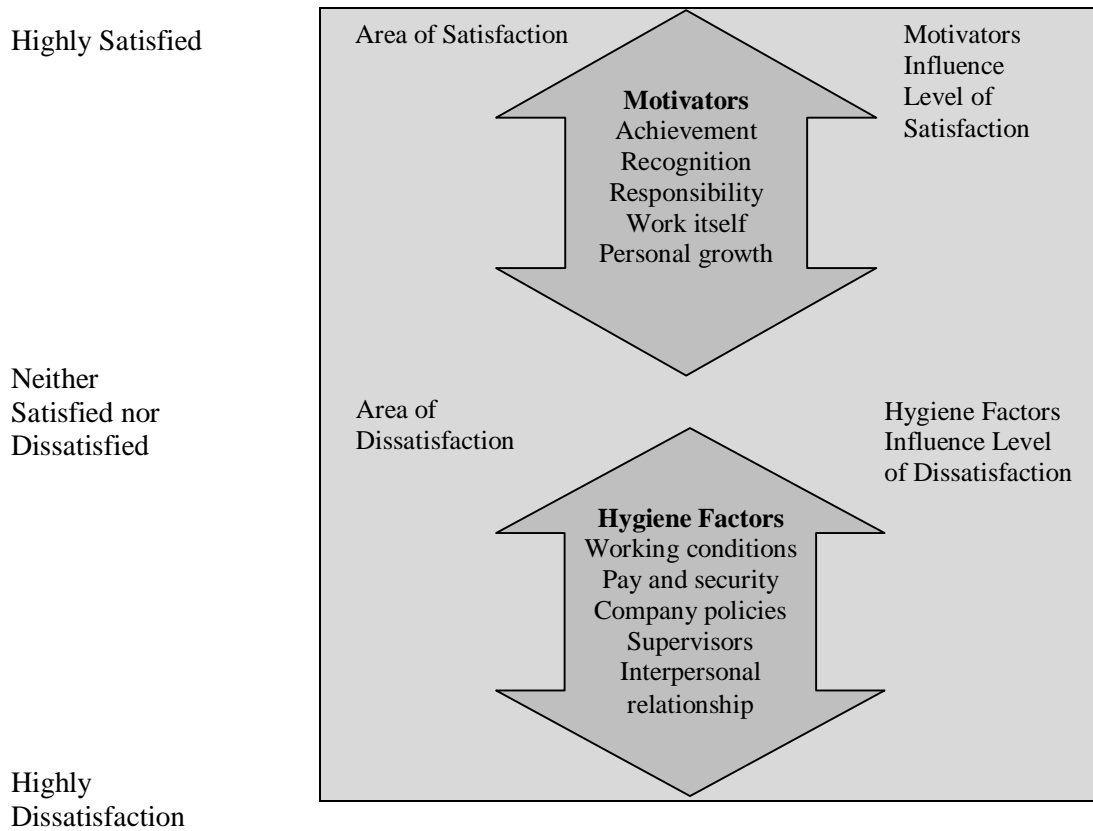 Highly Satisfied
Area of Satisfaction
Motivators
Influence
Level of
Satisfaction
Motivators
Achievement
Recognition
Responsibility
Work itself
Personal growth
Neither
Satisfied nor
Dissatisfied
Area of
Dissatisfaction
Hygiene Factors
Influence Level
of Dissatisfaction
Hygiene Factors
Working conditions
Pay and security
Company policies
Supervisors
Interpersonal
relationship
Highly
Dissatisfaction